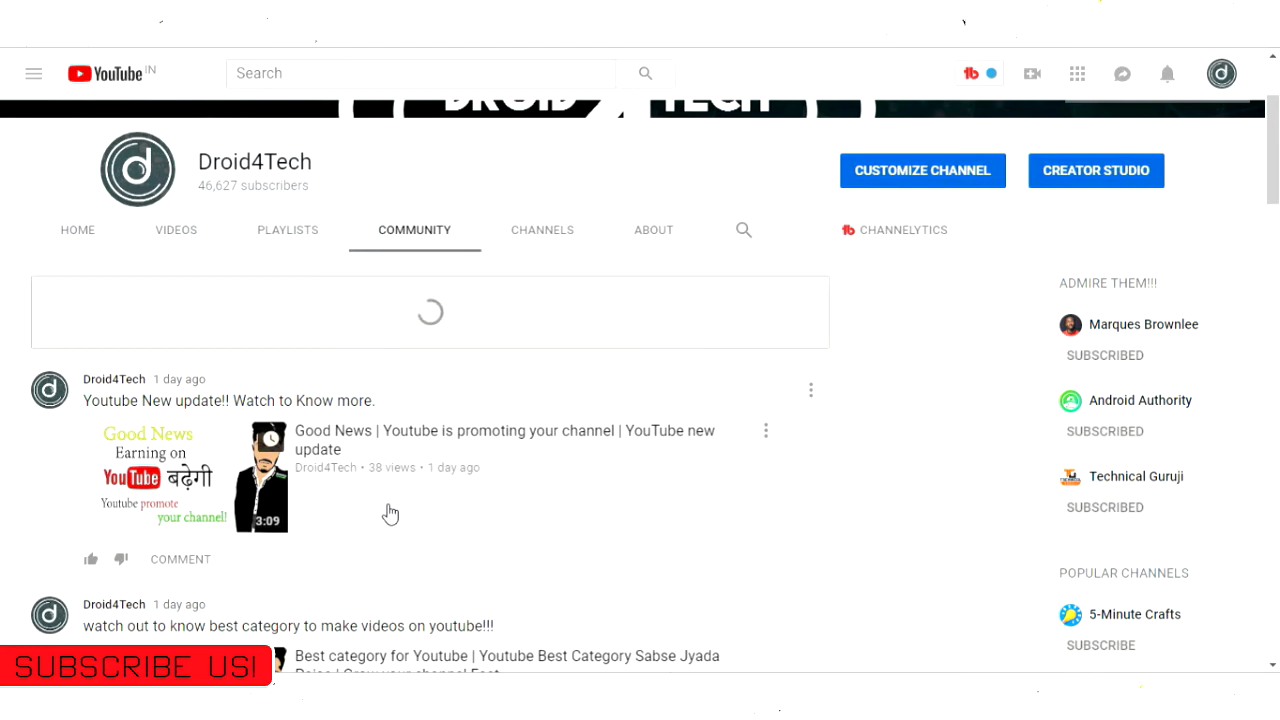 YouTube IN
Search
DROID 4 TECH
Droid4Tech
46,627 subscribers
CUSTOMIZE CHANNEL
CREATOR STUDIO
HOME
VIDEOS
PLAYLISTS
COMMUNITY
CHANNELS
ABOUT
CHANNELYTICS
Droid4Tech 1 day ago
Youtube New update!! Watch to Know more.
Good News
Earning on
YouTube बढ़ेगी
Youtube promote
your channel!
3:09
Good News | Youtube is promoting your channel | YouTube new
update
Droid4Tech • 38 views • 1 day ago
COMMENT
Droid4Tech 1 day ago
watch out to know best category to make videos on youtube!!!
Best category for Youtube | Youtube Best Category Sabse Jyada
ADMIRE THEM!!!
Marques Brownlee
SUBSCRIBED
Android Authority
SUBSCRIBED
Technical Guruji
SUBSCRIBED
POPULAR CHANNELS
5-Minute Crafts
SUBSCRIBE
SUBSCRIBE US!